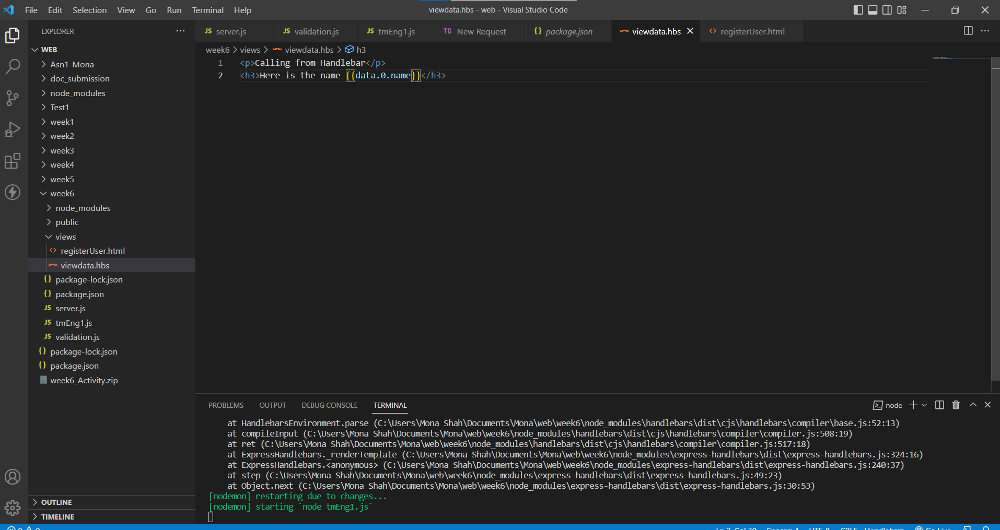 File Edit Selection View Go Run Terminal Help
viewdata.hbs - web - Visual Studio Code
EXPLORER
WEB
Asn1-Mona
doc_submission
node_modules
Test1
week1
week2
week3
week4
week5
week6
node_modules
public
views
registerUser.html
viewdata.hbs
package-lock.json
package.json
JS server.js
JS tmEng1.js
JS validation.js
package-lock.json
package.json
week6_Activity.zip
OUTLINE
TIMELINE
JS server.js JS validation.js JS tmEng1.js TC New Request {} package.json viewdata.hbs <> registerUser.html
week6 > views > viewdata.hbs > h3
1 <p>Calling from Handlebar</p>
2 <h3>Here is the name {{data.0.name}}</h3>
PROBLEMS OUTPUT DEBUG CONSOLE TERMINAL
node
at HandlebarsEnvironment.parse (C:\Users\Mona Shah\Documents\Mona\web\week6\node_modules\handlebars\dist\cjs\handlebars\compiler\base.js:52:13)
at compileInput (C:\Users\Mona Shah\Documents\Mona\web\week6\node_modules\handlebars\dist\cjs\handlebars\compiler\compiler.js:508:19)
at ret (C:\Users\Mona Shah\Documents\Mona\web\week6\node_modules\handlebars\dist\cjs\handlebars\compiler\compiler.js:517:18)
at ExpressHandlebars._renderTemplate (C:\Users\Mona Shah\Documents\Mona\web\week6\node_modules\express-handlebars\dist\express-handlebars.js:324:16)
at ExpressHandlebars.<anonymous> (C:\Users\Mona Shah\Documents\Mona\web\week6\node_modules\express-handlebars\dist\express-handlebars.js:240:37)
at step (C:\Users\Mona Shah\Documents\Mona\web\week6\node_modules\express-handlebars\dist\express-handlebars.js:49:23)
at Object.next (C:\Users\Mona Shah\Documents\Mona\web\week6\node_modules\express-handlebars\dist\express-handlebars.js:30:53)
[nodemon] restarting due to changes...
[nodemon] starting `node tmEng1.js`